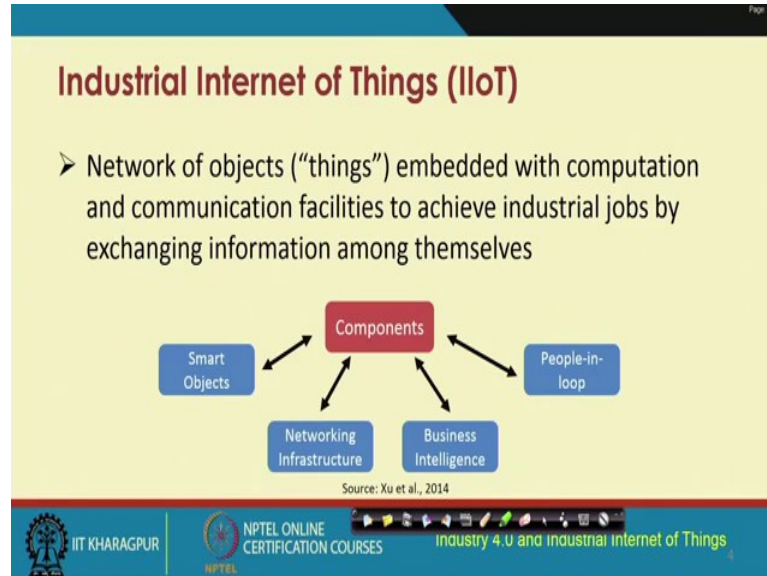 Page
Industrial Internet of Things (IIoT)
➤ Network of objects (“things”) embedded with computation
and communication facilities to achieve industrial jobs by
exchanging information among themselves
Components
Smart
Objects
People-in-
loop
Networking
Infrastructure
Business
Intelligence
Source: Xu et al., 2014
IIT KHARAGPUR
NPTEL
NPTEL ONLINE
CERTIFICATION COURSES
Industry 4.0 and Industrial Internet of Things
4